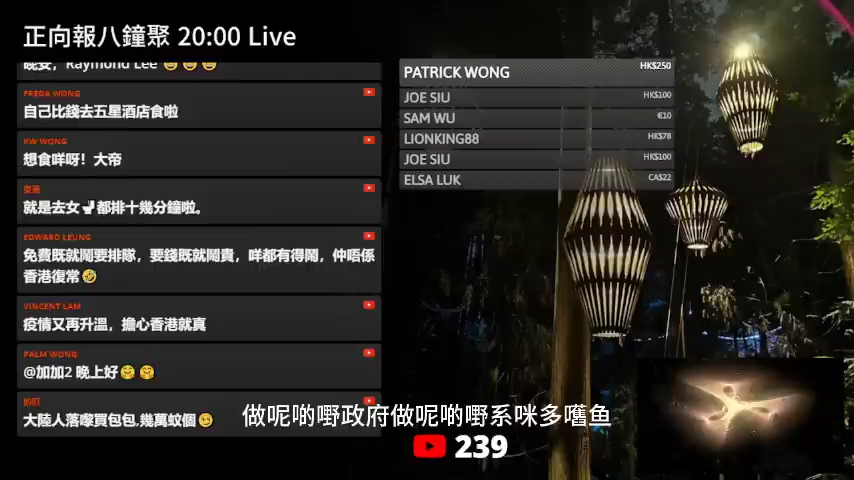 正向報八鐘聚 20:00 Live
晚安，Raymond Lee 😄😄😄
FREDA WONG
自己比錢去五星酒店食啦
KW WONG
想食咩呀！大帝
就是去女🚽都排十幾分鐘啦。
EDWARD LEUNG
免費既就鬧要排隊，要錢既就鬧貴，咩都有得鬧，仲唔係
香港復常🤣
VINCENT LAM
疫情又再升溫，擔心香港就真
PALM WONG
@加加2 晚上好🤗 🤗
大陸人落嚟買包包,幾萬蚊個😏
PATRICK WONG HK$250
JOE SIU HK$100
SAM WU €10
LIONKING88 HK$78
JOE SIU HK$100
ELSA LUK CA$22
做呢啲嘢政府做呢啲嘢系咪多嚿鱼
239